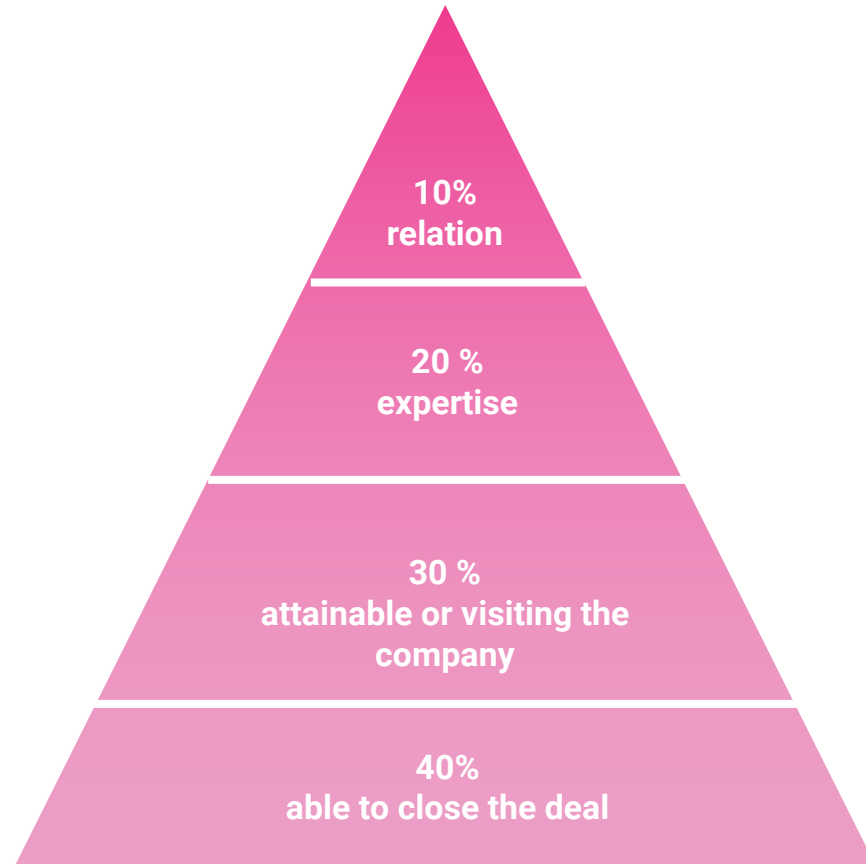 10%
relation
20 %
expertise
30 %
attainable or visiting the
company
40%
able to close the deal